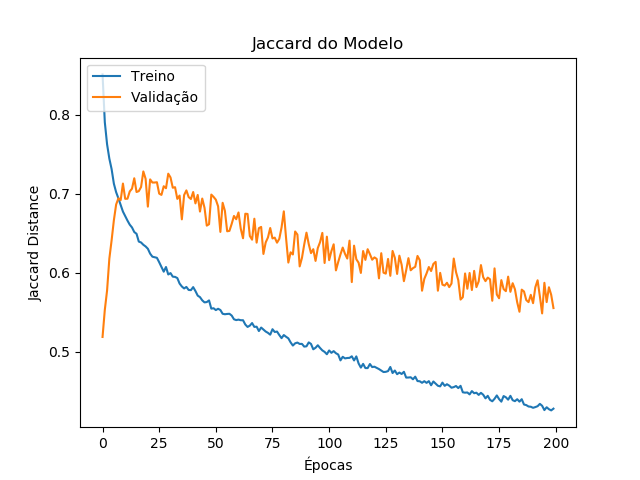 Jaccard do Modelo
Treino
Validação
0.8
0.7
0.6
0.5
Jaccard Distance
0 25 50 75 100 125 150 175 200
Épocas